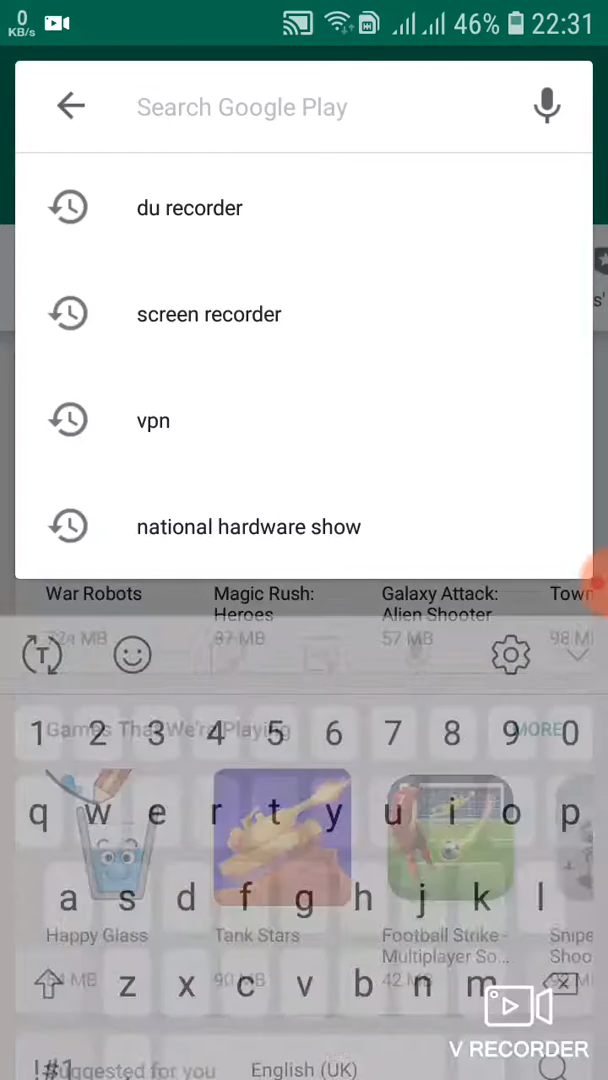 0
KB/s
46%
22:31
Search Google Play
s'
du recorder
screen recorder
vpn
national hardware show
War Robots
Magic Rush:
Heroes
Galaxy Attack:
Alien Shooter
Town
MB
MB
57 MB
98 M
T
Games That We're Playing
MORE
1 2 3 4 5 6 7 8 9 0
q w e r t y u i o p
a s d f g h j k l
Happy Glass
Tank Stars
Football Strike -
Multiplayer So...
Snipe
Shoo
MB
90 MB
42 M
z x c v b n m
V RECORDER
!#1
Suggested for you
English (UK)